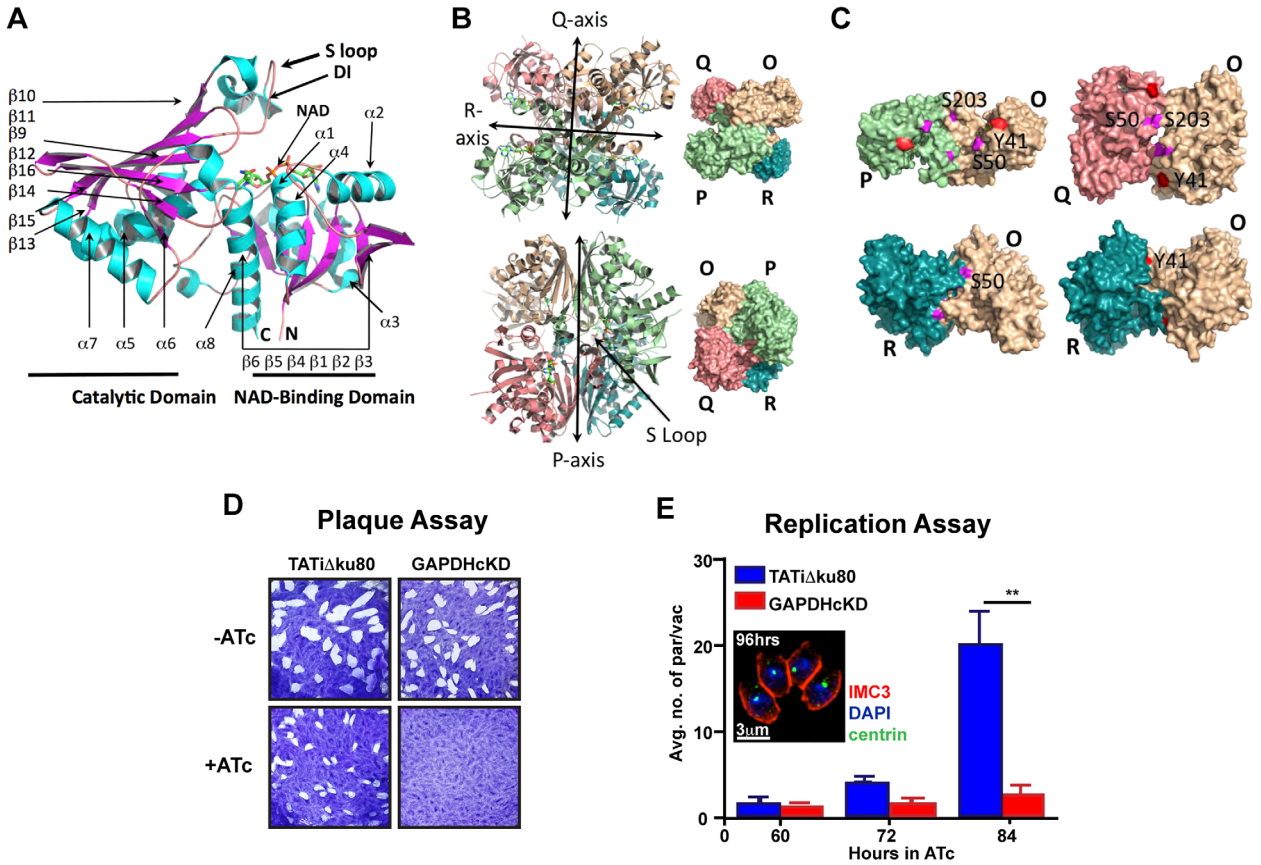 A
S loop
DI
NAD
α1
α4
α2
β10
β11
β9
β12
β16
β14
β15
β13
α7
α5
α6
α8
C
N
α3
β6 β5 β4 β1 β2 β3
Catalytic Domain
NAD-Binding Domain
B
Q-axis
R-
axis
Q
O
P
R
O
P
Q
R
S Loop
P-axis
C
S203
O
Y41
S50
P
O
S50
S203
Y41
Q
O
S50
R
O
Y41
R
D
Plaque Assay
TATiΔku80
GAPDHcKD
-ATc
+ATc
E
Replication Assay
Avg. no. of par/vac
30
20
10
0
TATiΔku80
GAPDHcKD
**
96hrs
3μm
IMC3
DAPI
centrin
0
60
72
84
Hours in ATc